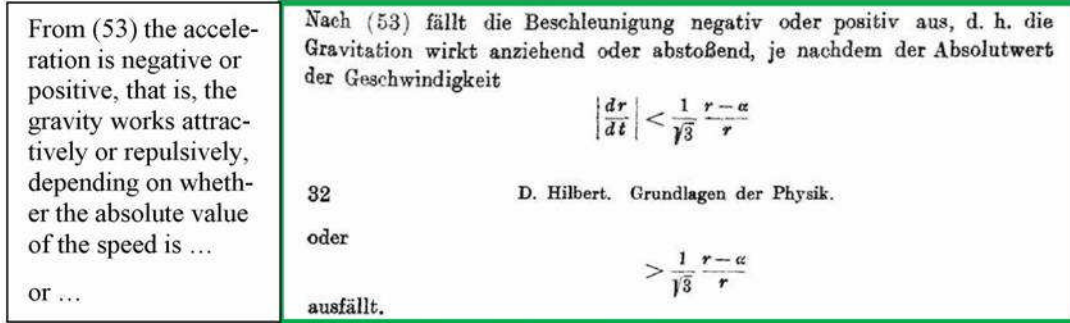 From (53) the accele-
ration is negative or
positive, that is, the
gravity works attrac-
tively or repulsively,
depending on wheth-
er the absolute value
of the speed is …
or …
Nach (53) fällt die Beschleunigung negativ oder positiv aus, d. h. die
Gravitation wirkt anziehend oder abstoßend, je nachdem der Absolutwert
der Geschwindigkeit
|dr/dt| < 1/√3 r − α/r
32 D. Hilbert. Grundlagen der Physik.
oder
> 1/√3 r − α/r
ausfällt.